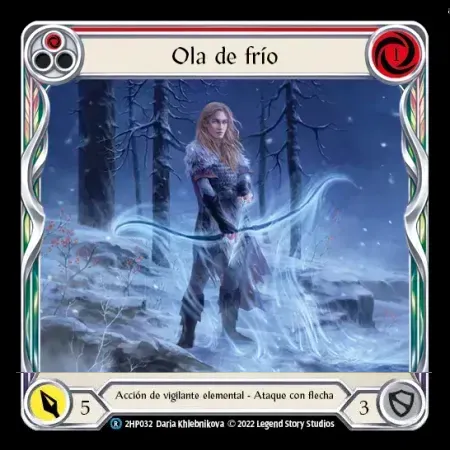 Ola de frío
1
Acción de vigilante elemental - Ataque con flecha
5
3
R 2HP032 Daria Khlebnikova © 2022 Legend Story Studios